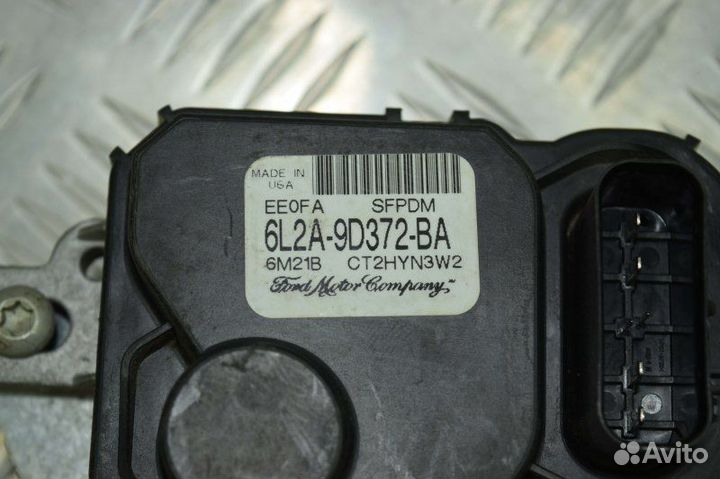 MADE IN
USA
EE0FA SFPDM
6L2A-9D372-BA
6M21B CT2HYN3W2
Ford Motor Company
Avito